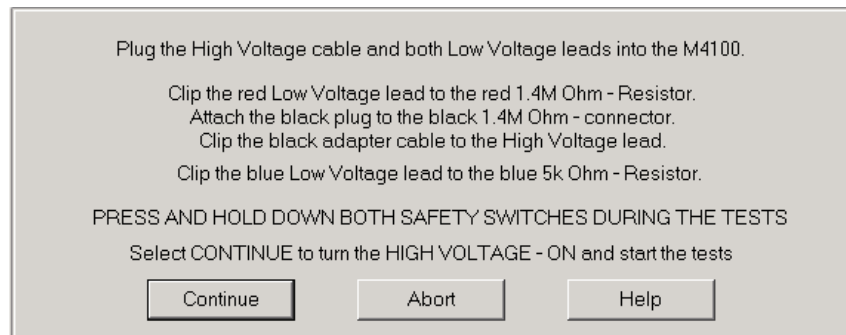 Plug the High Voltage cable and both Low Voltage leads into the M4100.
Clip the red Low Voltage lead to the red 1.4M Ohm - Resistor.
Attach the black plug to the black 1.4M Ohm - connector.
Clip the black adapter cable to the High Voltage lead.
Clip the blue Low Voltage lead to the blue 5k Ohm - Resistor.
PRESS AND HOLD DOWN BOTH SAFETY SWITCHES DURING THE TESTS
Select CONTINUE to turn the HIGH VOLTAGE - ON and start the tests
Continue Abort Help